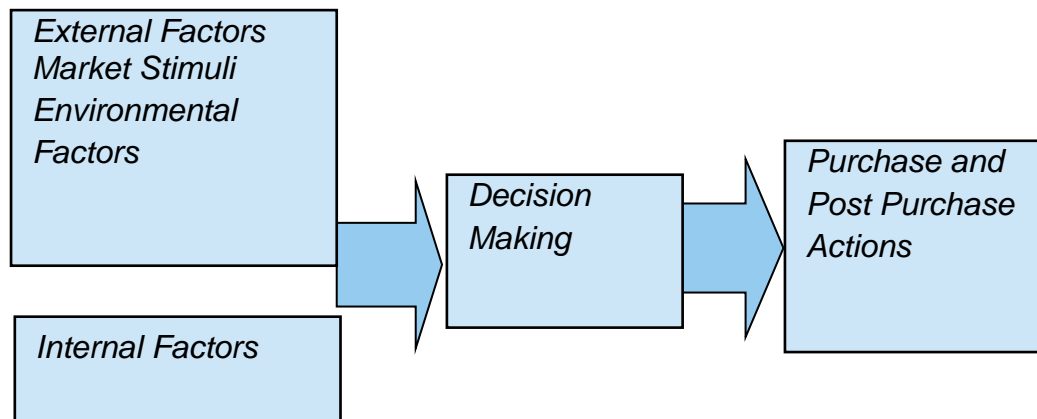 External Factors
Market Stimuli
Environmental
Factors
Internal Factors
Decision
Making
Purchase and
Post Purchase
Actions